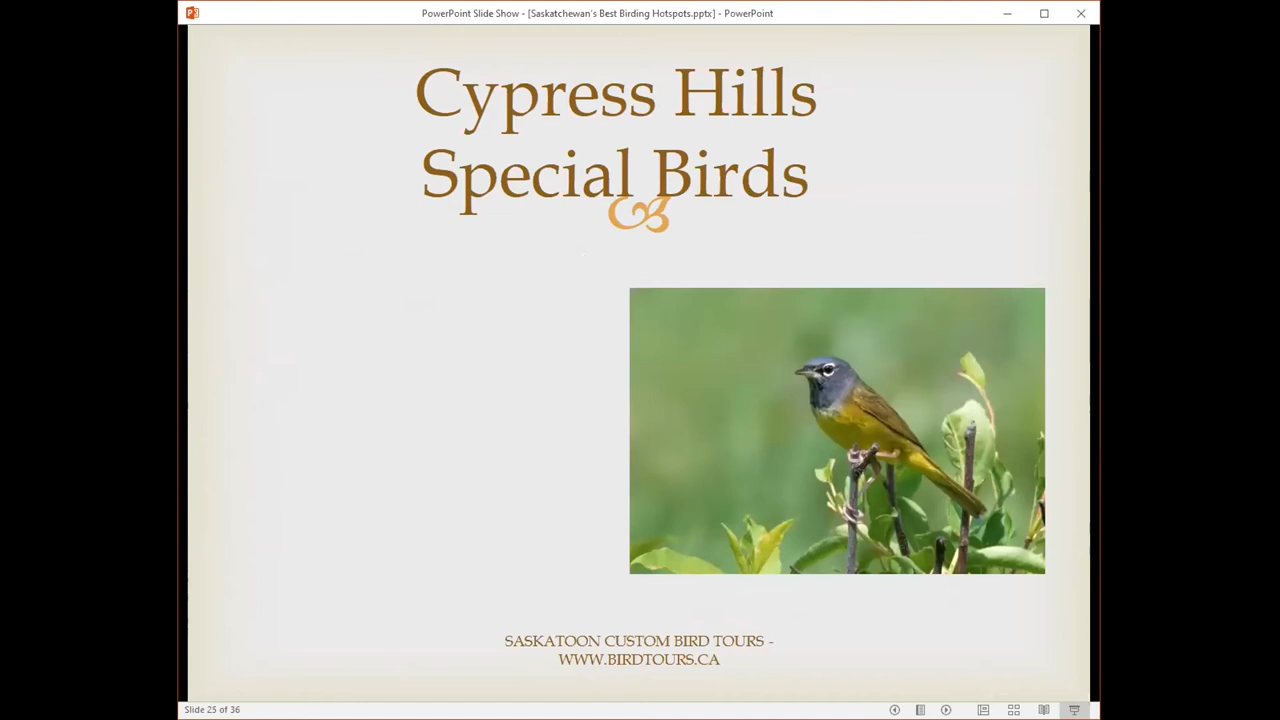 PowerPoint Slide Show - [Saskatchewan's Best Birding Hotspots.pptx] - PowerPoint
Cypress Hills
Special Birds
SASKATOON CUSTOM BIRD TOURS -
WWW.BIRDTOURS.CA
Slide 25 of 36